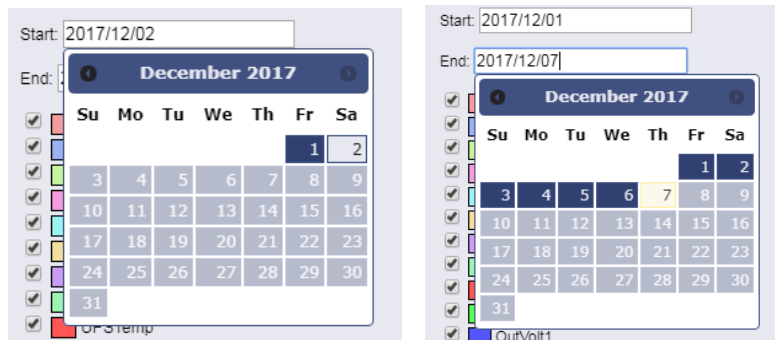 Start: 2017/12/02
End:
December 2017
Su Mo Tu We Th Fr Sa
1 2
3 4 5 6 7 8 9
10 11 12 13 14 15 16
17 18 19 20 21 22 23
24 25 26 27 28 29 30
31
UPSTemp
Start: 2017/12/01
End: 2017/12/07
December 2017
Su Mo Tu We Th Fr Sa
1 2
3 4 5 6 7 8 9
10 11 12 13 14 15 16
17 18 19 20 21 22 23
24 25 26 27 28 29 30
31
OutVolt1